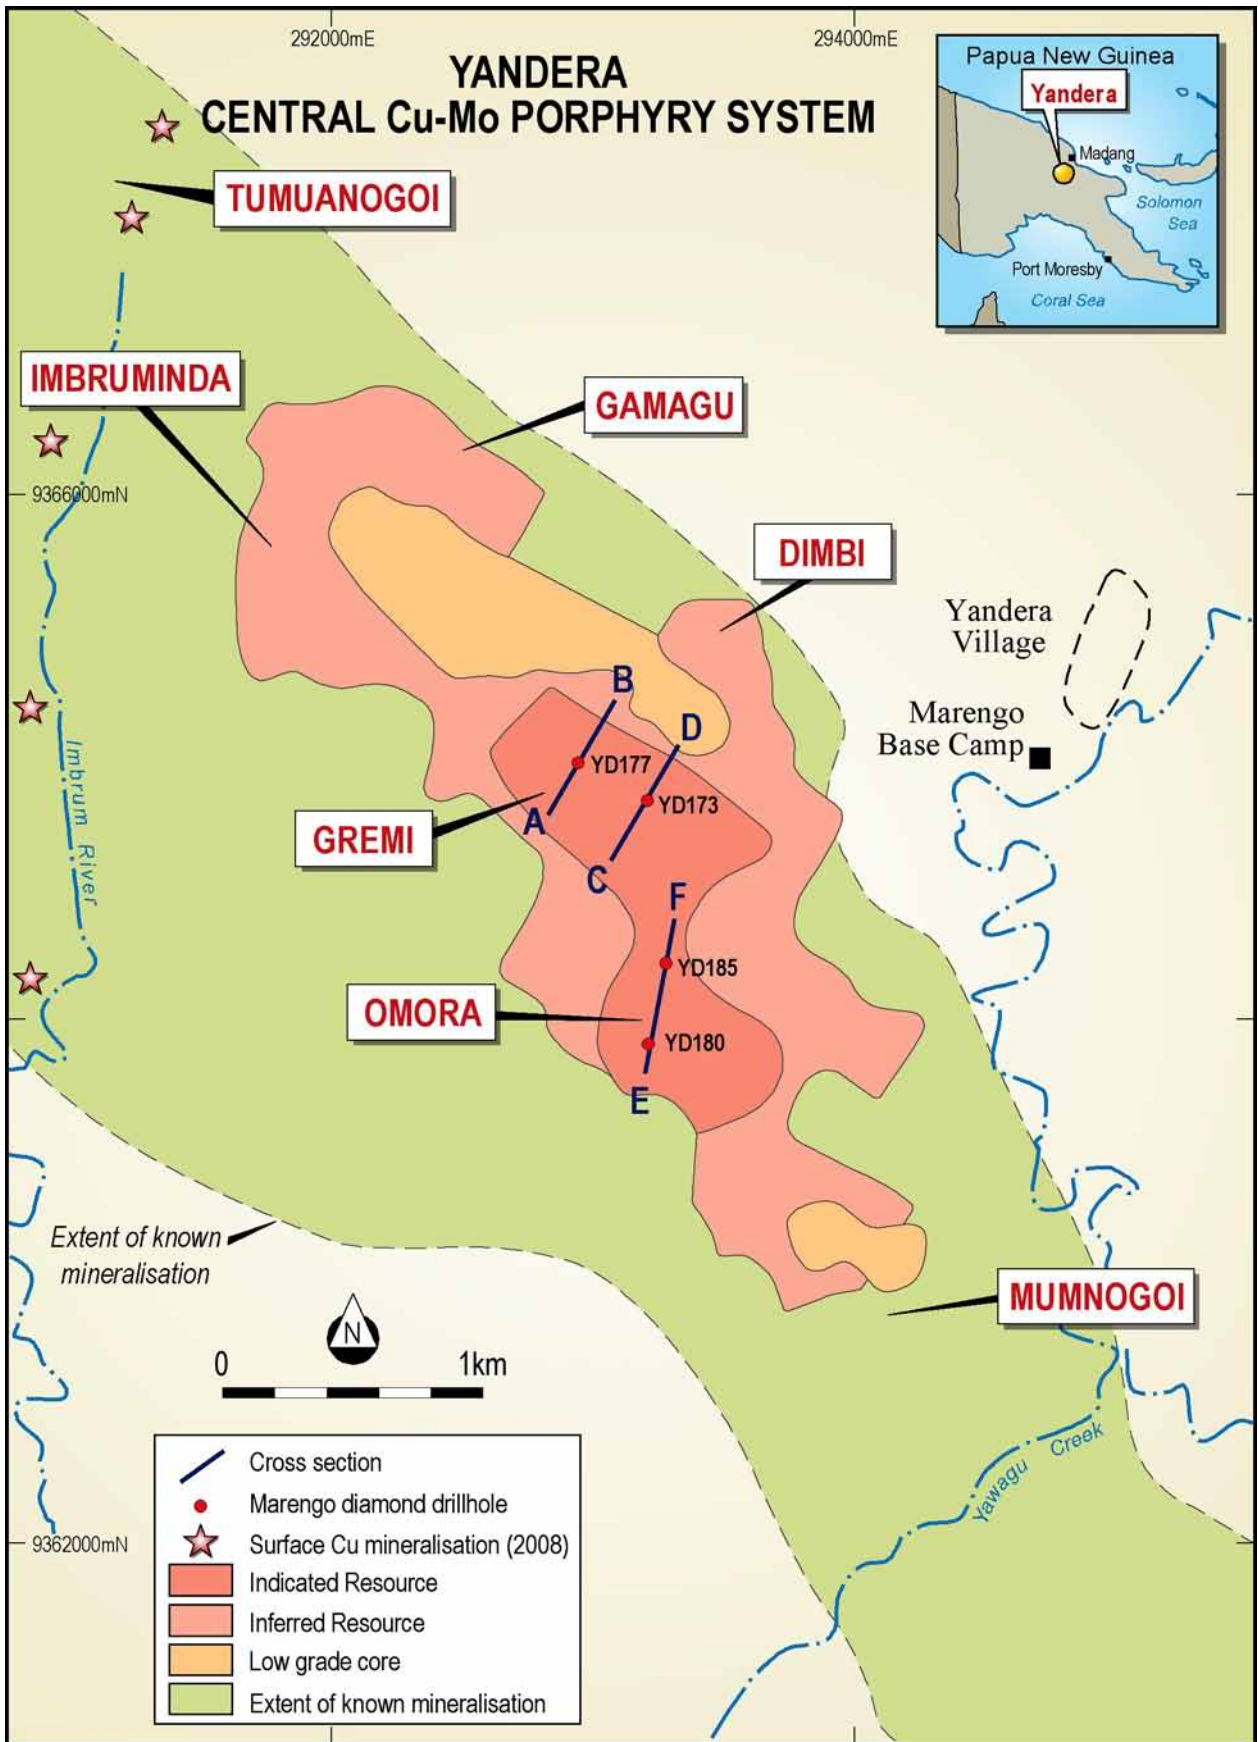 292000mE
294000mE
YANDERA
CENTRAL Cu-Mo PORPHYRY SYSTEM
Papua New Guinea
Yandera
Madang
Solomon
Sea
Port Moresby
Coral Sea
TUMUANOGOI
IMBRUMINDA
GAMAGU
9366000mN
DIMBI
Yandera
Village
Marengo
Base Camp
B
D
YD177
YD173
A
GREMI
C
Imbrum River
F
YD185
OMORA
YD180
E
Extent of known
mineralisation
MUMNOGOI
N
0 1km
Yawagu Creek
9362000mN
Cross section
Marengo diamond drillhole
Surface Cu mineralisation (2008)
Indicated Resource
Inferred Resource
Low grade core
Extent of known mineralisation